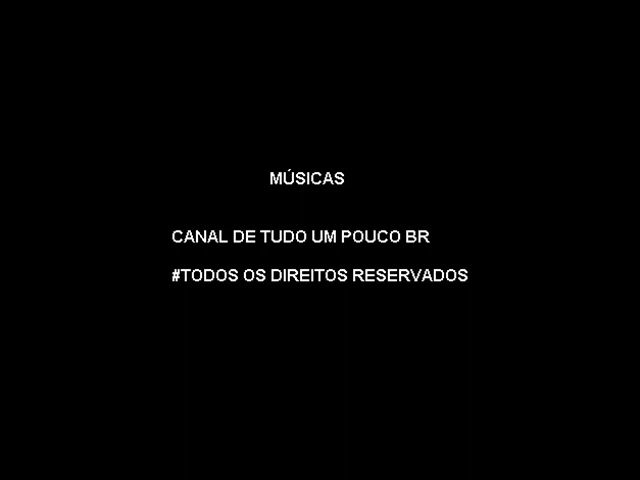 MÚSICAS
CANAL DE TUDO UM POUCO BR
#TODOS OS DIREITOS RESERVADOS